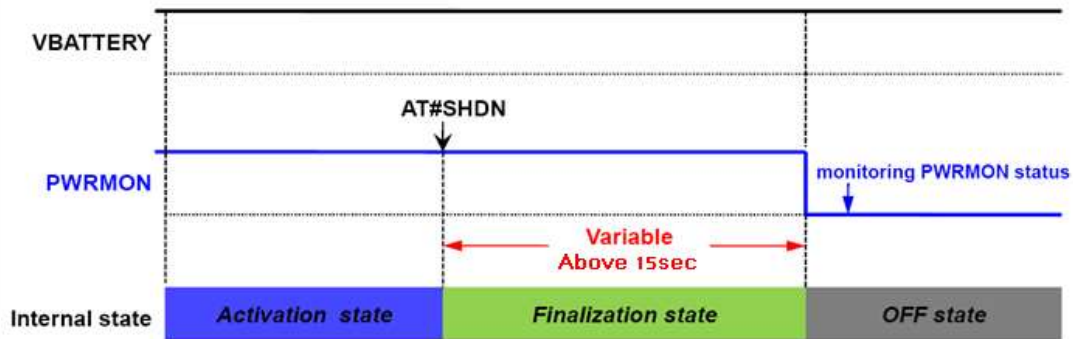 VBATTERY
AT#SHDN
PWRMON
monitoring PWRMON status
Variable
Above 15sec
Internal state
Activation state
Finalization state
OFF state